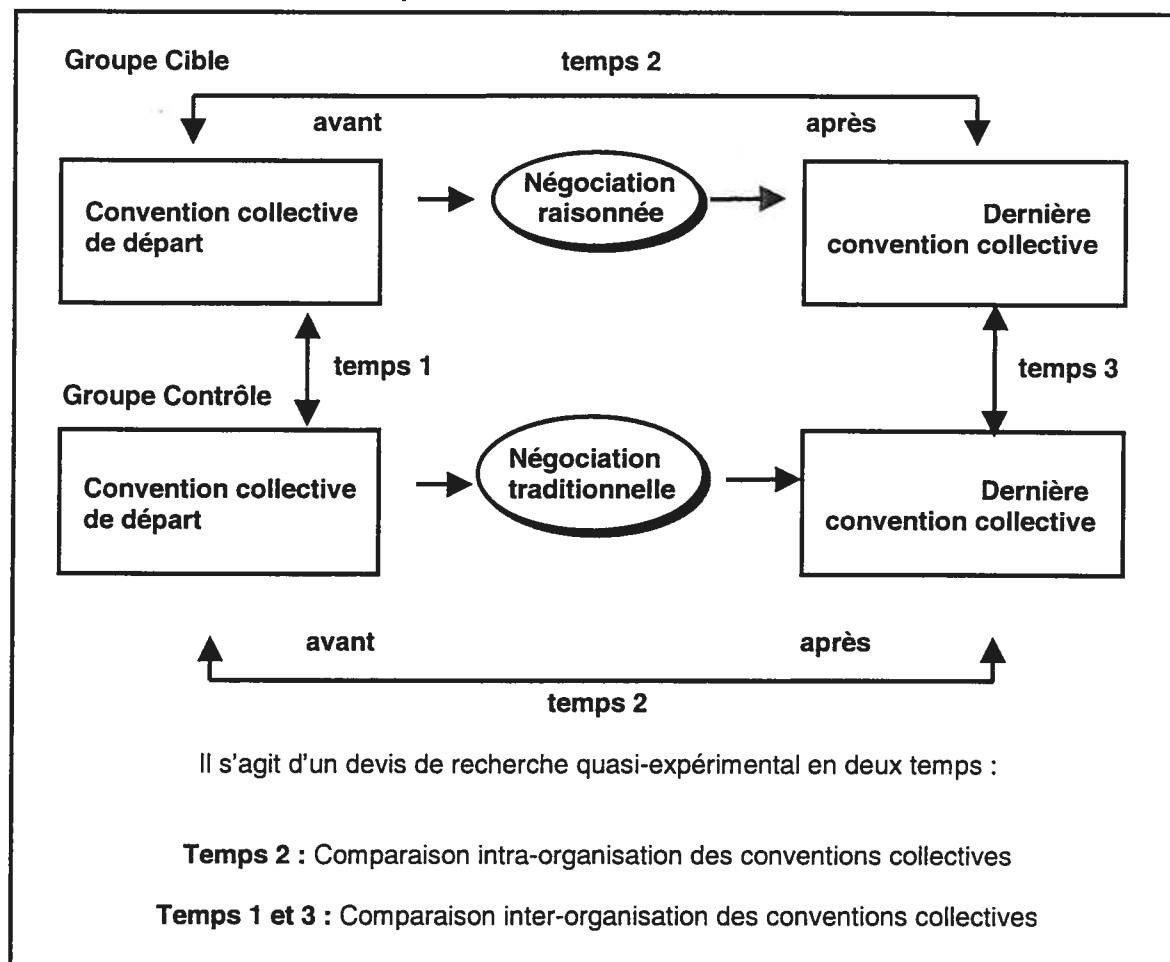 Groupe Cible
temps 2
avant
après
Convention collective
de départ
Négociation
raisonnée
Dernière
convention collective
temps 1
temps 3
Groupe Contrôle
Convention collective
de départ
Négociation
traditionnelle
Dernière
convention collective
avant
après
temps 2
Il s'agit d'un devis de recherche quasi-expérimental en deux temps :
Temps 2 : Comparaison intra-organisation des conventions collectives
Temps 1 et 3 : Comparaison inter-organisation des conventions collectives